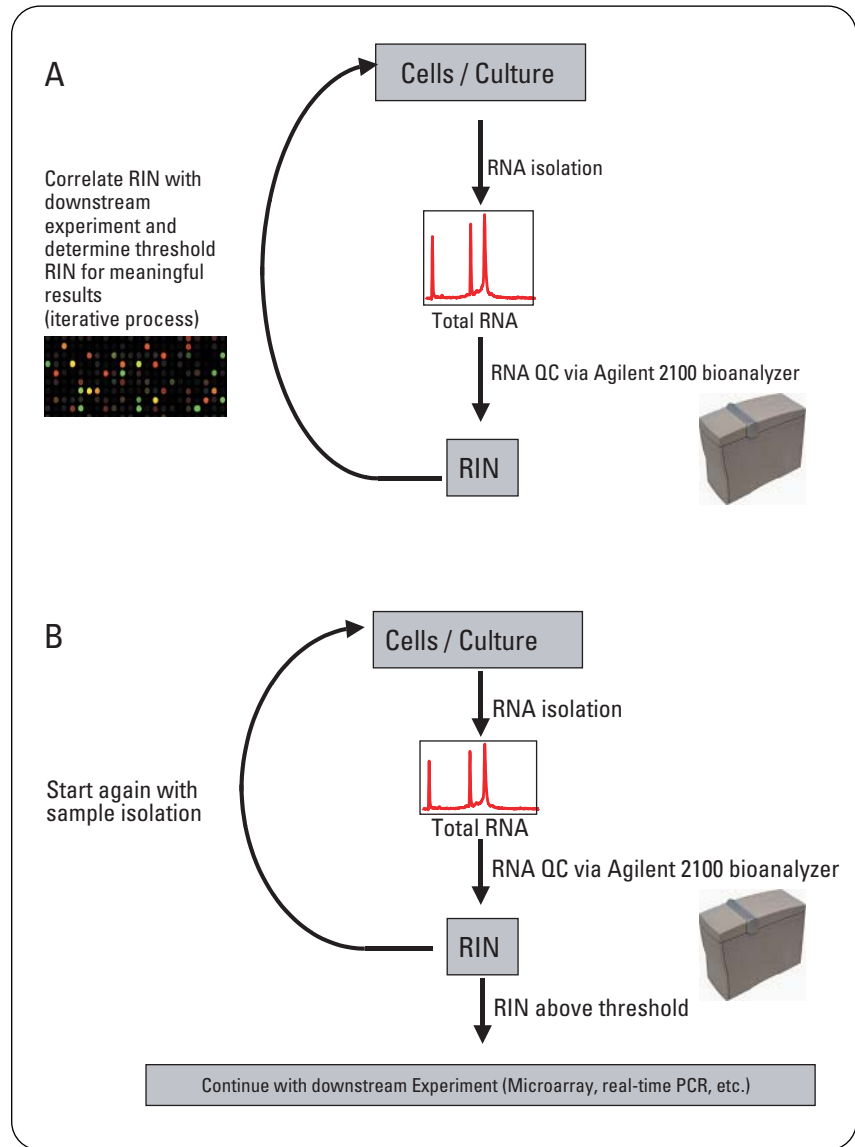 A
Cells / Culture
RNA isolation
Correlate RIN with
downstream
experiment and
determine threshold
RIN for meaningful
results
(iterative process)
Total RNA
RNA QC via Agilent 2100 bioanalyzer
RIN
B
Cells / Culture
RNA isolation
Start again with
sample isolation
Total RNA
RNA QC via Agilent 2100 bioanalyzer
RIN
RIN above threshold
Continue with downstream Experiment (Microarray, real-time PCR, etc.)